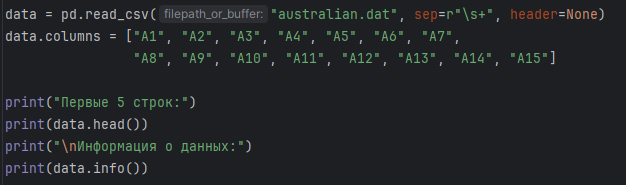 data = pd.read_csv( filepath_or_buffer: "australian.dat", sep=r"\s+", header=None)
data.columns = ["A1", "A2", "A3", "A4", "A5", "A6", "A7",
"A8", "A9", "A10", "A11", "A12", "A13", "A14", "A15"]
print("Первые 5 строк:")
print(data.head())
print("\nИнформация о данных:")
print(data.info())